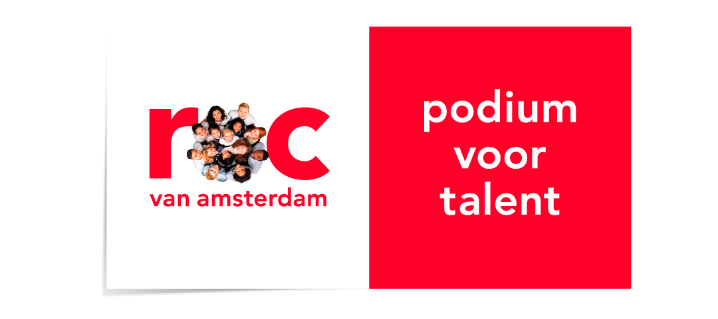 roc
van amsterdam
podium
voor
talent